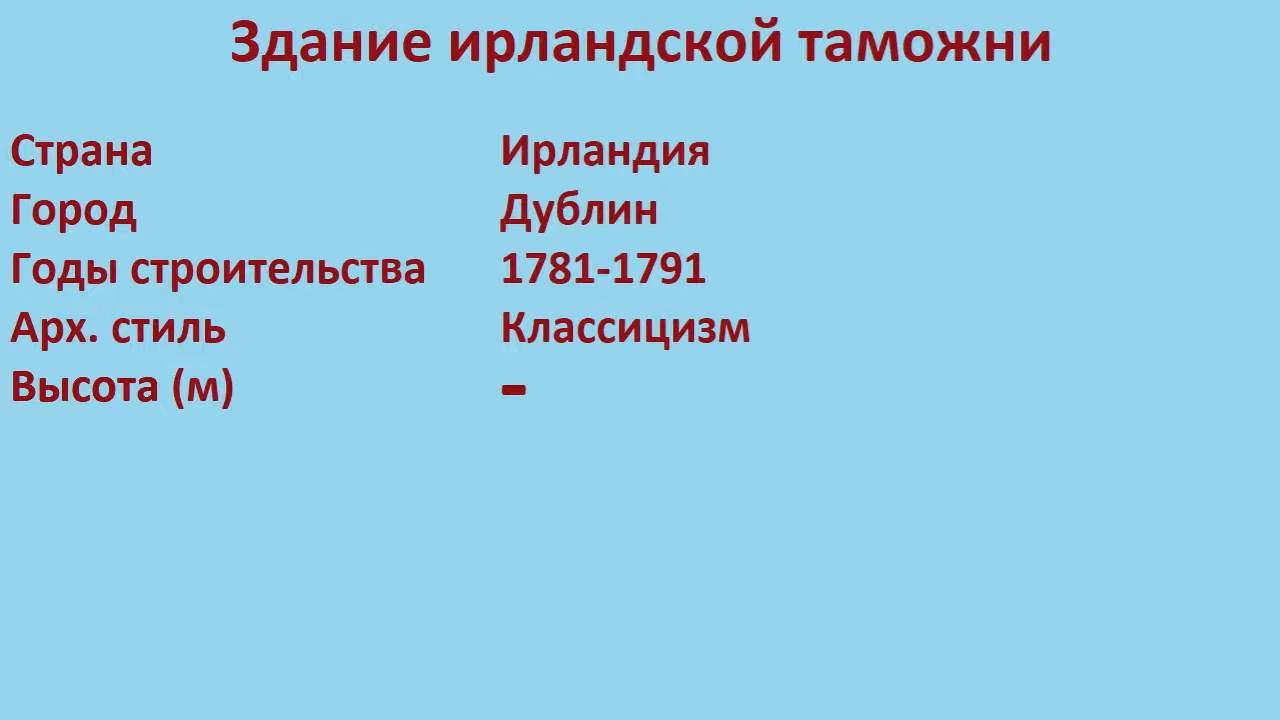 Здание ирландской таможни
Страна Ирландия
Город Дублин
Годы строительства 1781-1791
Арх. стиль Классицизм
Высота (м) -